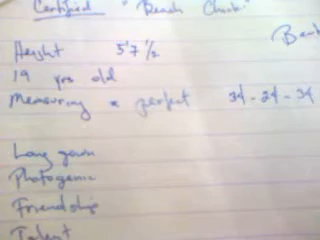 Certified "Beach Chick"
Height 5'7 1/2
19 yrs old
Measuring a perfect 34-24-34
Long gown
Photogenic
Friendship
Talent